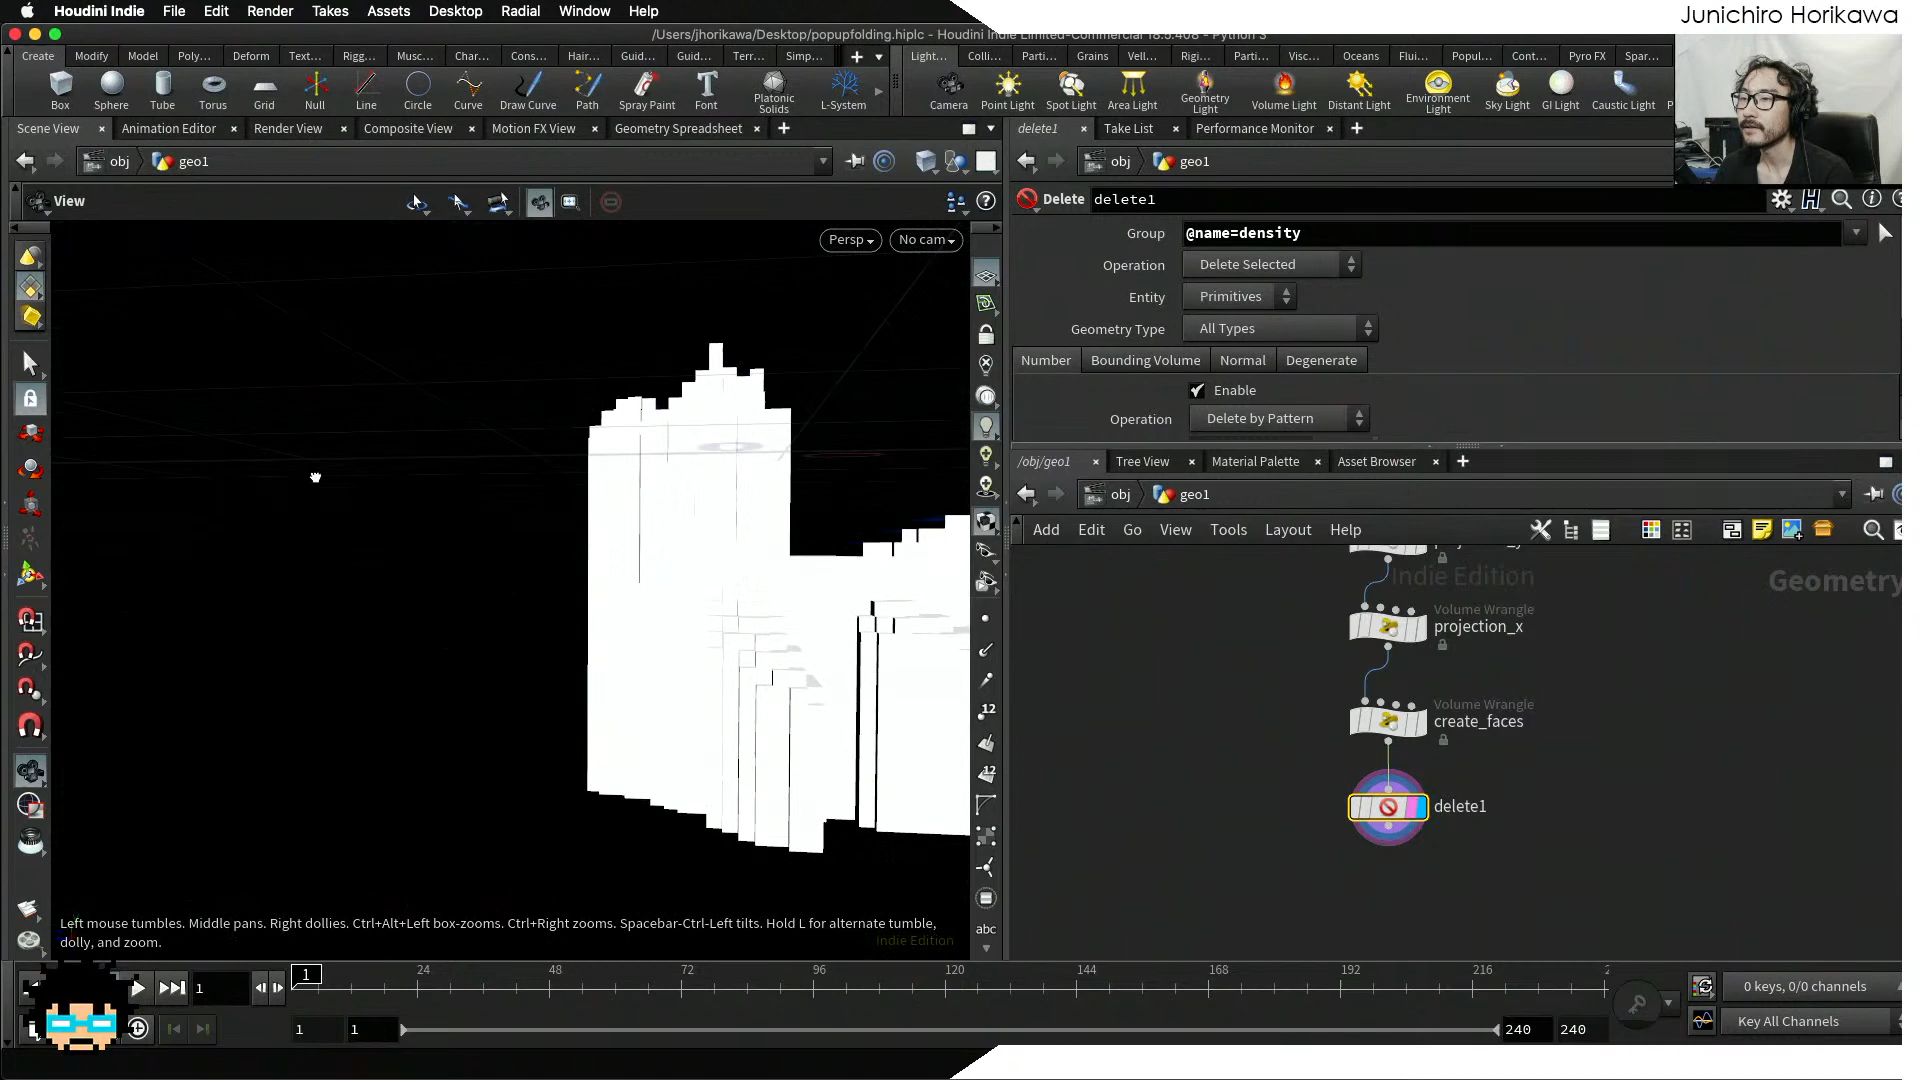 Houdini Indie File Edit Render Takes Assets Desktop Radial Window Help
Junichiro Horikawa
/Users/jhorikawa/Desktop/popupfolding.hiplc - Houdini Indie Limited-Commercial 18.5.408 - Python 3
Create Modify Model Poly... Deform Text... Rigg... Musc... Char... Cons... Hair... Guid... Guid... Terr... Simp...
Light... Colli... Parti... Grains Vell... Rigi... Parti... Visc... Oceans Flui... Popul... Cont... Pyro FX Spar...
Box Sphere Tube Torus Grid Null Line Circle Curve Draw Curve Path Spray Paint Font Platonic Solids L-System
Camera Point Light Spot Light Area Light Geometry Light Volume Light Distant Light Environment Light Sky Light GI Light Caustic Light
Scene View Animation Editor Render View Composite View Motion FX View Geometry Spreadsheet
delete1 Take List Performance Monitor
obj geo1
obj geo1
View
Delete delete1
Persp No cam
Group @name=density
Operation Delete Selected
Entity Primitives
Geometry Type All Types
Number Bounding Volume Normal Degenerate
Enable
Operation Delete by Pattern
/obj/geo1 Tree View Material Palette Asset Browser
obj geo1
Add Edit Go View Tools Layout Help
Indie Edition
Geometry
Volume Wrangle
projection_x
Volume Wrangle
create_faces
delete1
12
12
abc
Left mouse tumbles. Middle pans. Right dollies. Ctrl+Alt+Left box-zooms. Ctrl+Right zooms. Spacebar-Ctrl-Left tilts. Hold L for alternate tumble,
dolly, and zoom.
Indie Edition
1 24 48 72 96 120 144 168 192 216
1
0 keys, 0/0 channels
1 1 240 240
Key All Channels